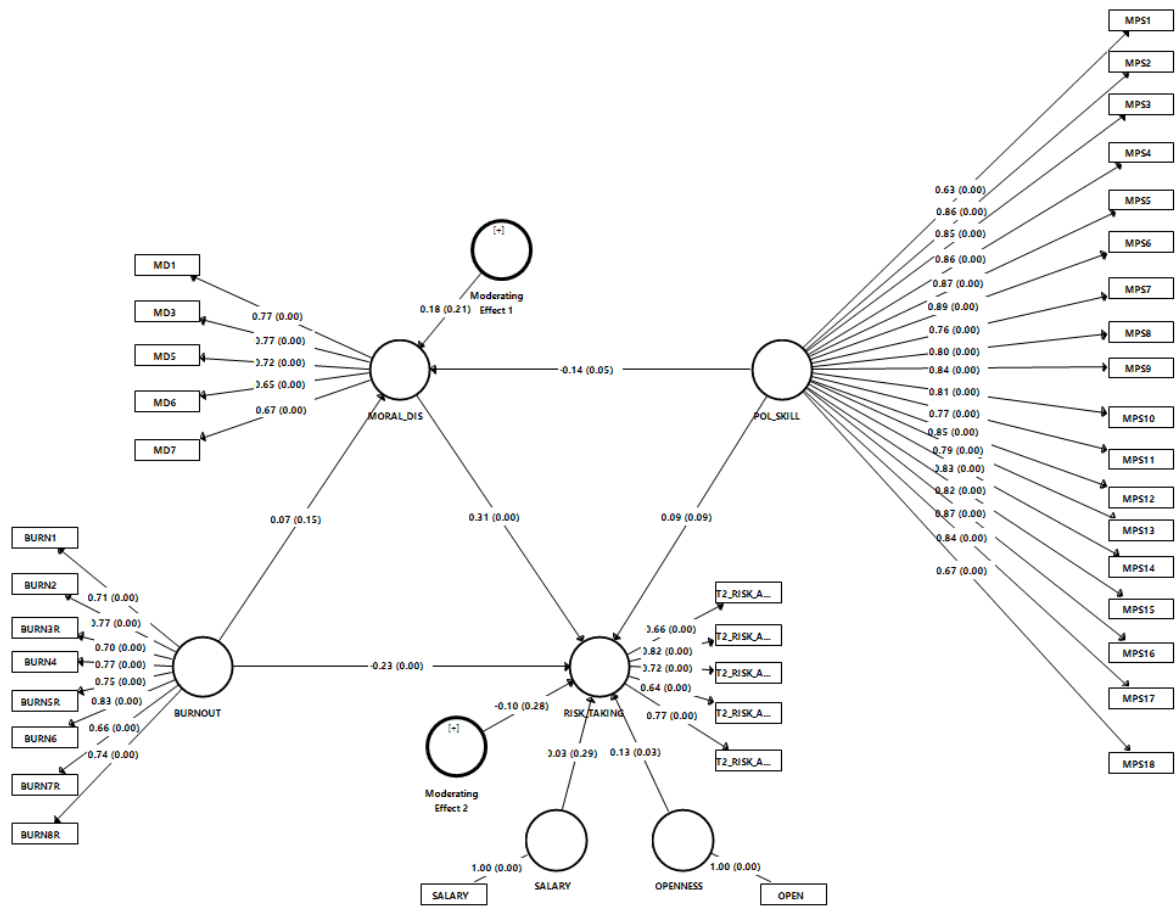 MPS1
MPS2
MPS3
MPS4
MPS5
MPS6
MPS7
MPS8
MPS9
MPS10
MPS11
MPS12
MPS13
MPS14
MPS15
MPS16
MPS17
MPS18
0.63 (0.00)
0.86 (0.00)
0.85 (0.00)
0.86 (0.00)
0.87 (0.00)
0.89 (0.00)
0.76 (0.00)
0.80 (0.00)
0.84 (0.00)
0.81 (0.00)
0.77 (0.00)
0.85 (0.00)
0.79 (0.00)
0.83 (0.00)
0.82 (0.00)
0.87 (0.00)
0.84 (0.00)
0.67 (0.00)
POL_SKILL
[+]
Moderating
Effect 1
0.18 (0.21)
MD1
MD3
MD5
MD6
MD7
0.77 (0.00)
0.77 (0.00)
0.72 (0.00)
0.65 (0.00)
0.67 (0.00)
MORAL_DIS
-0.14 (0.05)
0.07 (0.15)
0.31 (0.00)
0.09 (0.09)
BURN1
BURN2
BURN3R
BURN4
BURN5R
BURN6
BURN7R
BURN8R
0.71 (0.00)
0.77 (0.00)
0.70 (0.00)
0.77 (0.00)
0.75 (0.00)
0.83 (0.00)
0.66 (0.00)
0.74 (0.00)
BURNOUT
-0.23 (0.00)
RISK_TAKING
T2_RISK_A...
T2_RISK_A...
T2_RISK_A...
T2_RISK_A...
T2_RISK_A...
0.66 (0.00)
0.82 (0.00)
0.72 (0.00)
0.64 (0.00)
0.77 (0.00)
-0.10 (0.28)
[+]
Moderating
Effect 2
0.03 (0.29)
0.13 (0.03)
1.00 (0.00)
SALARY
SALARY
OPENNESS
1.00 (0.00)
OPEN